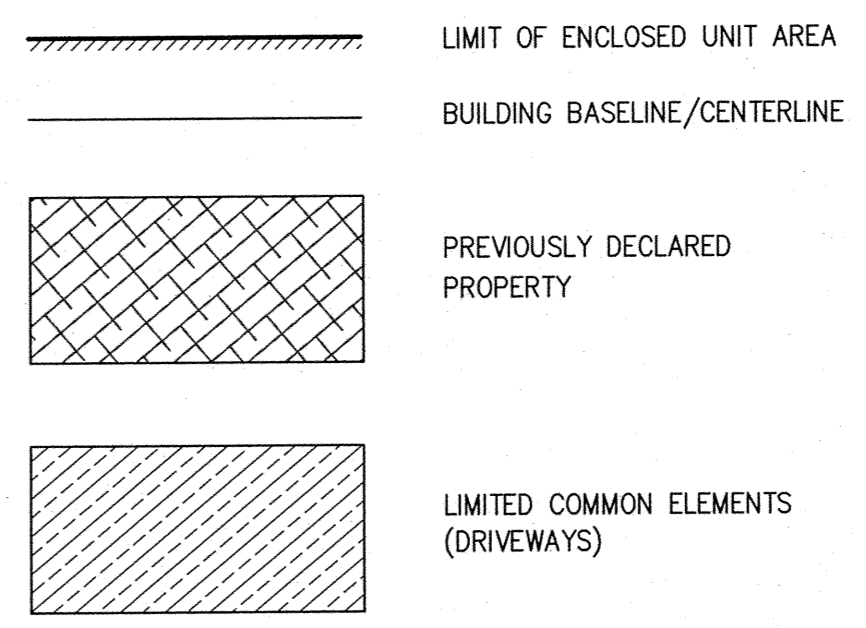 LIMIT OF ENCLOSED UNIT AREA
BUILDING BASELINE/CENTERLINE
PREVIOUSLY DECLARED
PROPERTY
LIMITED COMMON ELEMENTS
(DRIVEWAYS)